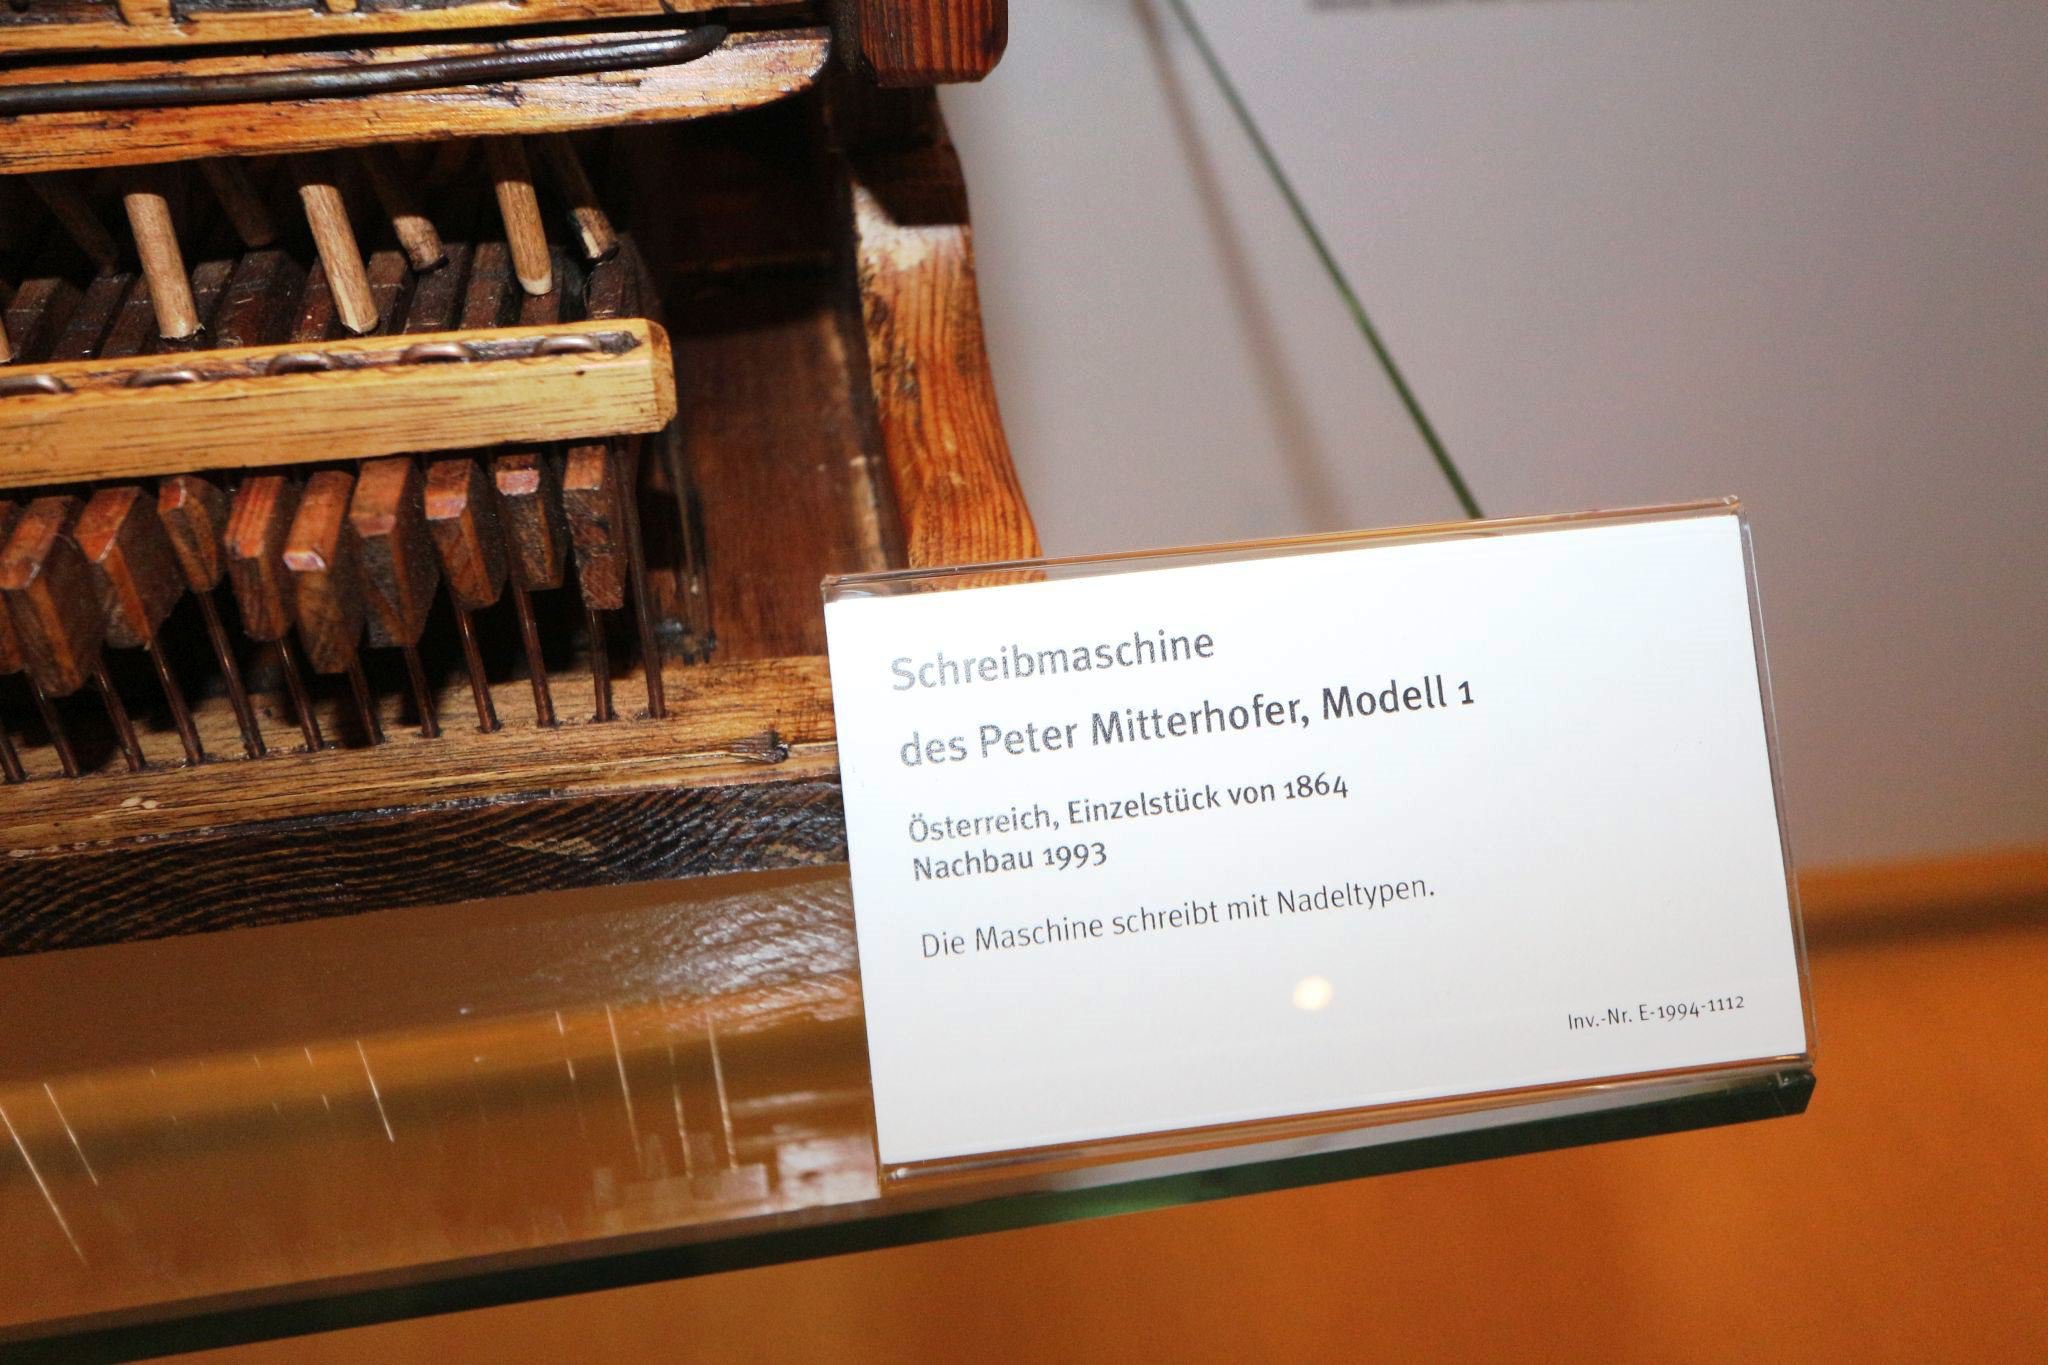 Schreibmaschine
des Peter Mitterhofer, Modell 1
Österreich, Einzelstück von 1864
Nachbau 1993
Die Maschine schreibt mit Nadeltypen.
Inv.-Nr. E-1994-1112